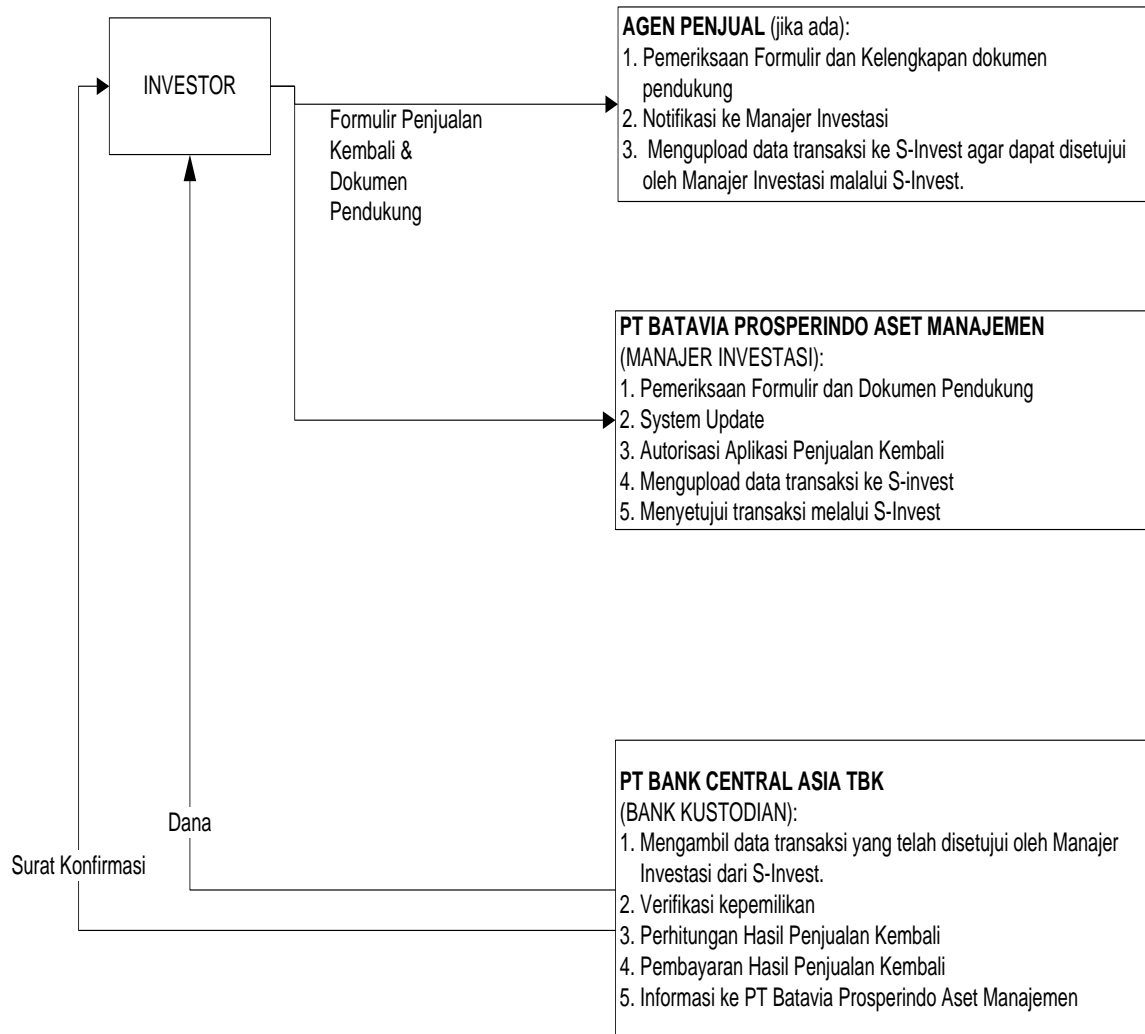 INVESTOR
Formulir Penjualan
Kembali &
Dokumen
Pendukung
AGEN PENJUAL (jika ada):
1. Pemeriksaan Formulir dan Kelengkapan dokumen
pendukung
2. Notifikasi ke Manajer Investasi
3. Mengupload data transaksi ke S-Invest agar dapat disetujui
oleh Manajer Investasi malalui S-Invest.
PT BATAVIA PROSPERINDO ASET MANAJEMEN
(MANAJER INVESTASI):
1. Pemeriksaan Formulir dan Dokumen Pendukung
2. System Update
3. Autorisasi Aplikasi Penjualan Kembali
4. Mengupload data transaksi ke S-invest
5. Menyetujui transaksi melalui S-Invest
Dana
Surat Konfirmasi
PT BANK CENTRAL ASIA TBK
(BANK KUSTODIAN):
1. Mengambil data transaksi yang telah disetujui oleh Manajer
Investasi dari S-Invest.
2. Verifikasi kepemilikan
3. Perhitungan Hasil Penjualan Kembali
4. Pembayaran Hasil Penjualan Kembali
5. Informasi ke PT Batavia Prosperindo Aset Manajemen